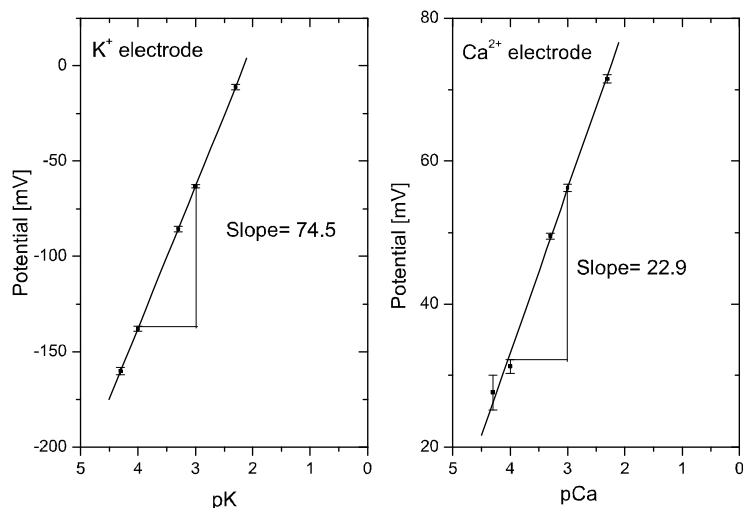 K+ electrode
0
-50
-100
-150
-200
Potential [mV]
Slope= 74.5
5 4 3 2 1 0
pK
Ca2+ electrode
80
60
40
20
Potential [mV]
Slope= 22.9
5 4 3 2 1 0
pCa